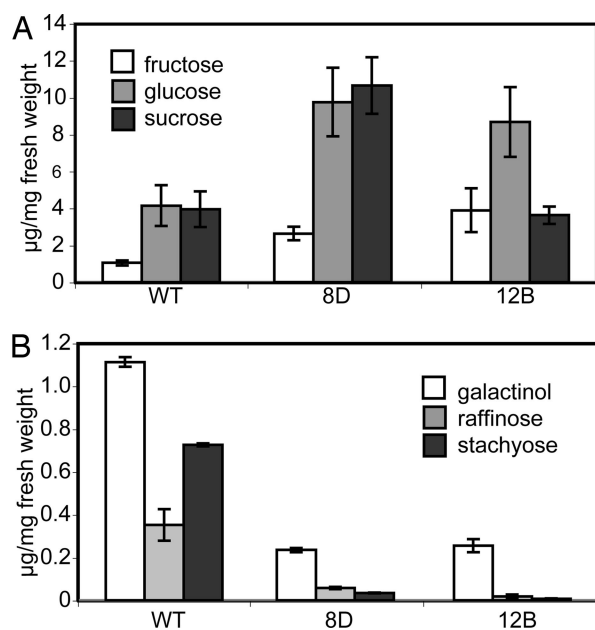 A
µg/mg fresh weight
14
12
10
8
6
4
2
0
fructose
glucose
sucrose
WT 8D 12B
B
µg/mg fresh weight
1.2
1.0
0.8
0.6
0.4
0.2
0
galactinol
raffinose
stachyose
WT 8D 12B